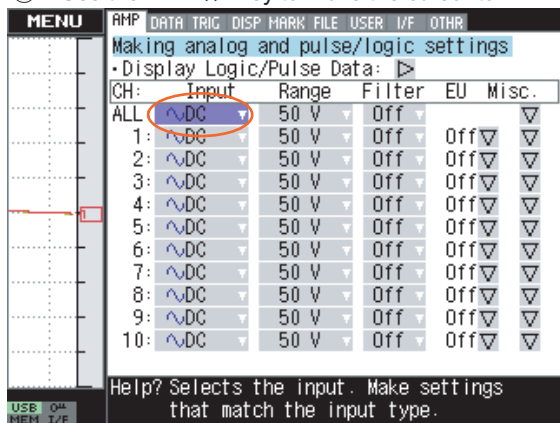 MENU
AMP DATA TRIG DISP MARK FILE USER I/F OTHR
Making analog and pulse/logic settings
・Display Logic/Pulse Data:
CH: Input Range Filter EU Misc.
ALL DC 50 V Off
1: DC 50 V Off Off
2: DC 50 V Off Off
3: DC 50 V Off Off
4: DC 50 V Off Off
5: DC 50 V Off Off
6: DC 50 V Off Off
7: DC 50 V Off Off
8: DC 50 V Off Off
9: DC 50 V Off Off
10: DC 50 V Off Off
1
Help? Selects the input. Make settings
that match the input type.
USB
MEM I/F